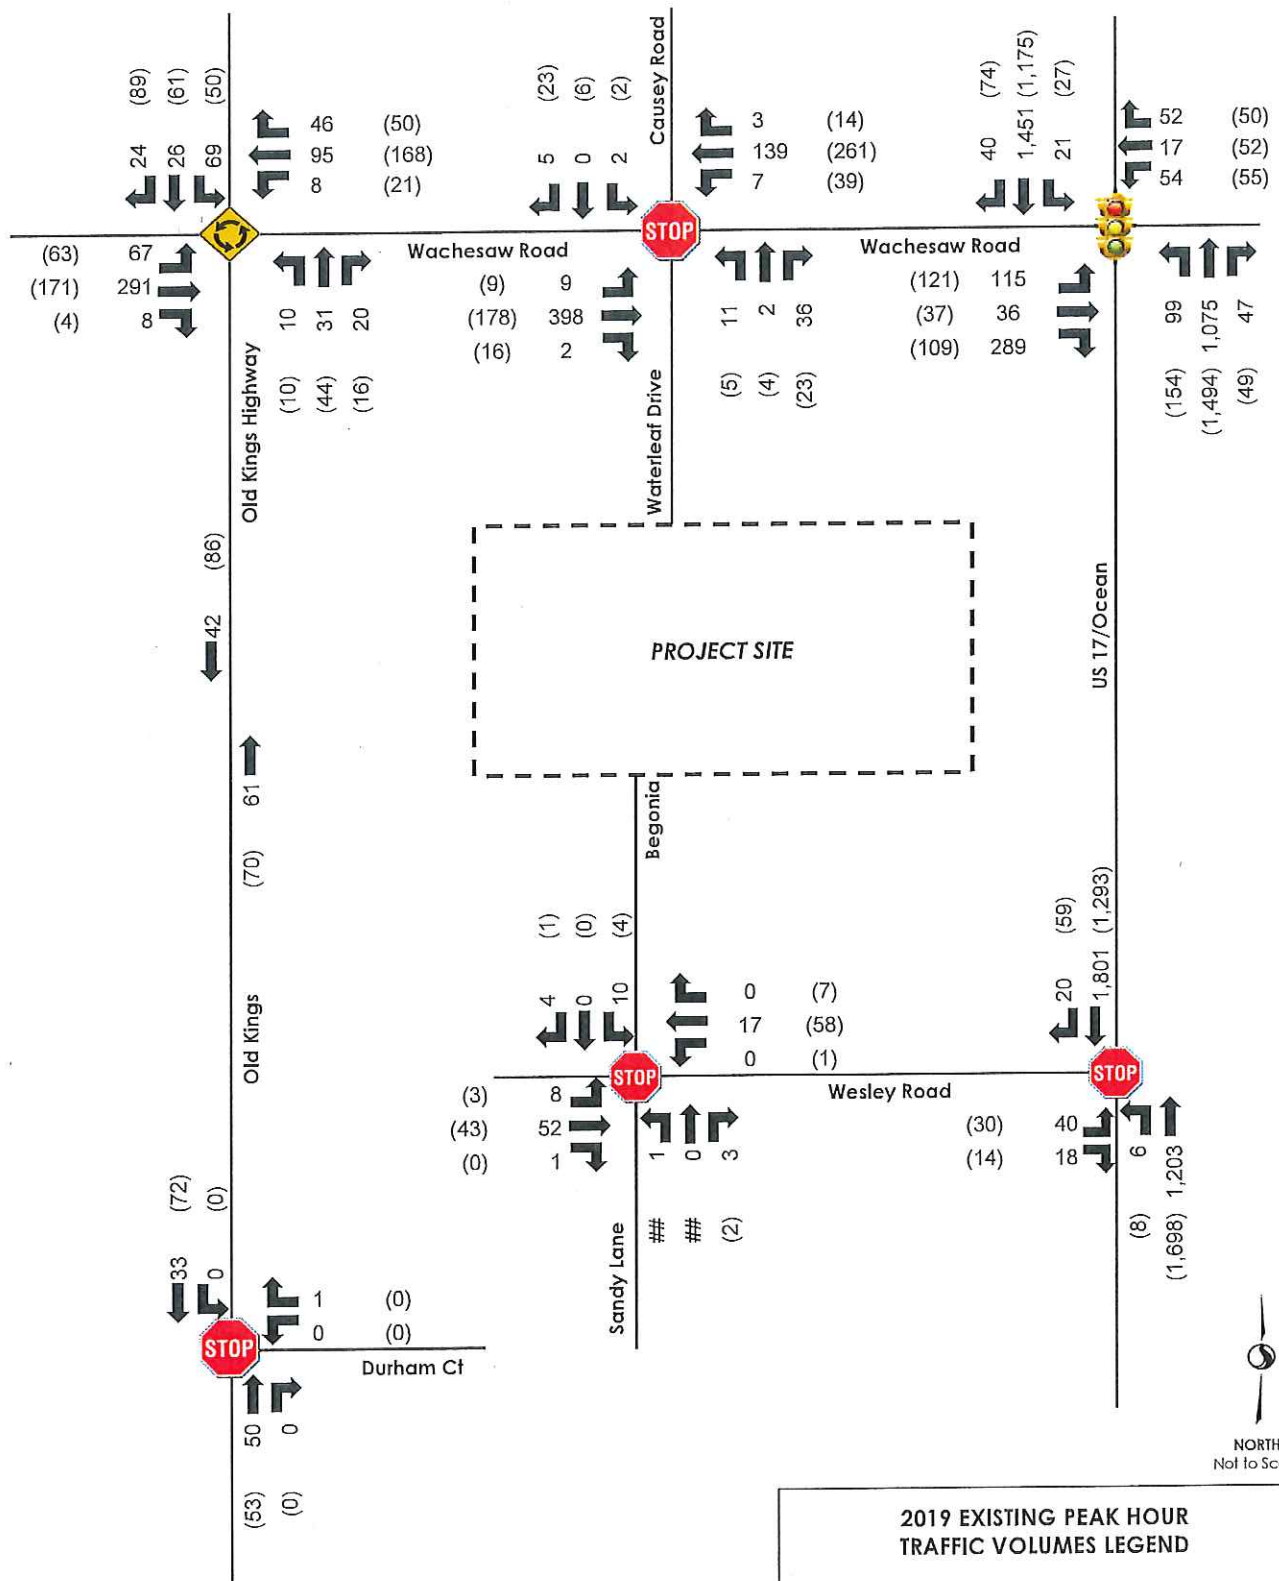 (89) (61) (50)
24 26 69
46 (50)
95 (168)
8 (21)
(63) 67
(171) 291
(4) 8
10 31 20
(10) (44) (16)
Old Kings Highway
Wachesaw Road
(23) (6) (2)
5 0 2
Causey Road
3 (14)
139 (261)
7 (39)
STOP
(9) 9
(178) 398
(16) 2
11 2 36
(5) (4) (23)
Waterleaf Drive
Wachesaw Road
(74) (1,175) (27)
40 1,451 21
52 (50)
17 (52)
54 (55)
(121) 115
(37) 36
(109) 289
99 1,075 47
(154) (1,494) (49)
US 17/Ocean
(86)
42
61
(70)
PROJECT SITE
Begonia
Old Kings
(1) (0) (4)
4 0 10
0 (7)
17 (58)
0 (1)
STOP
(3) 8
(43) 52
(0) 1
1 0 3
## ## (2)
Sandy Lane
Wesley Road
(59) (1,293)
20 1,801
STOP
(30) 40
(14) 18
6 1,203
(8) (1,698)
(72) (0)
33 0
1 (0)
0 (0)
STOP
Durham Ct
50 0
(53) (0)
NORTH
Not to Sc
2019 EXISTING PEAK HOUR
TRAFFIC VOLUMES LEGEND